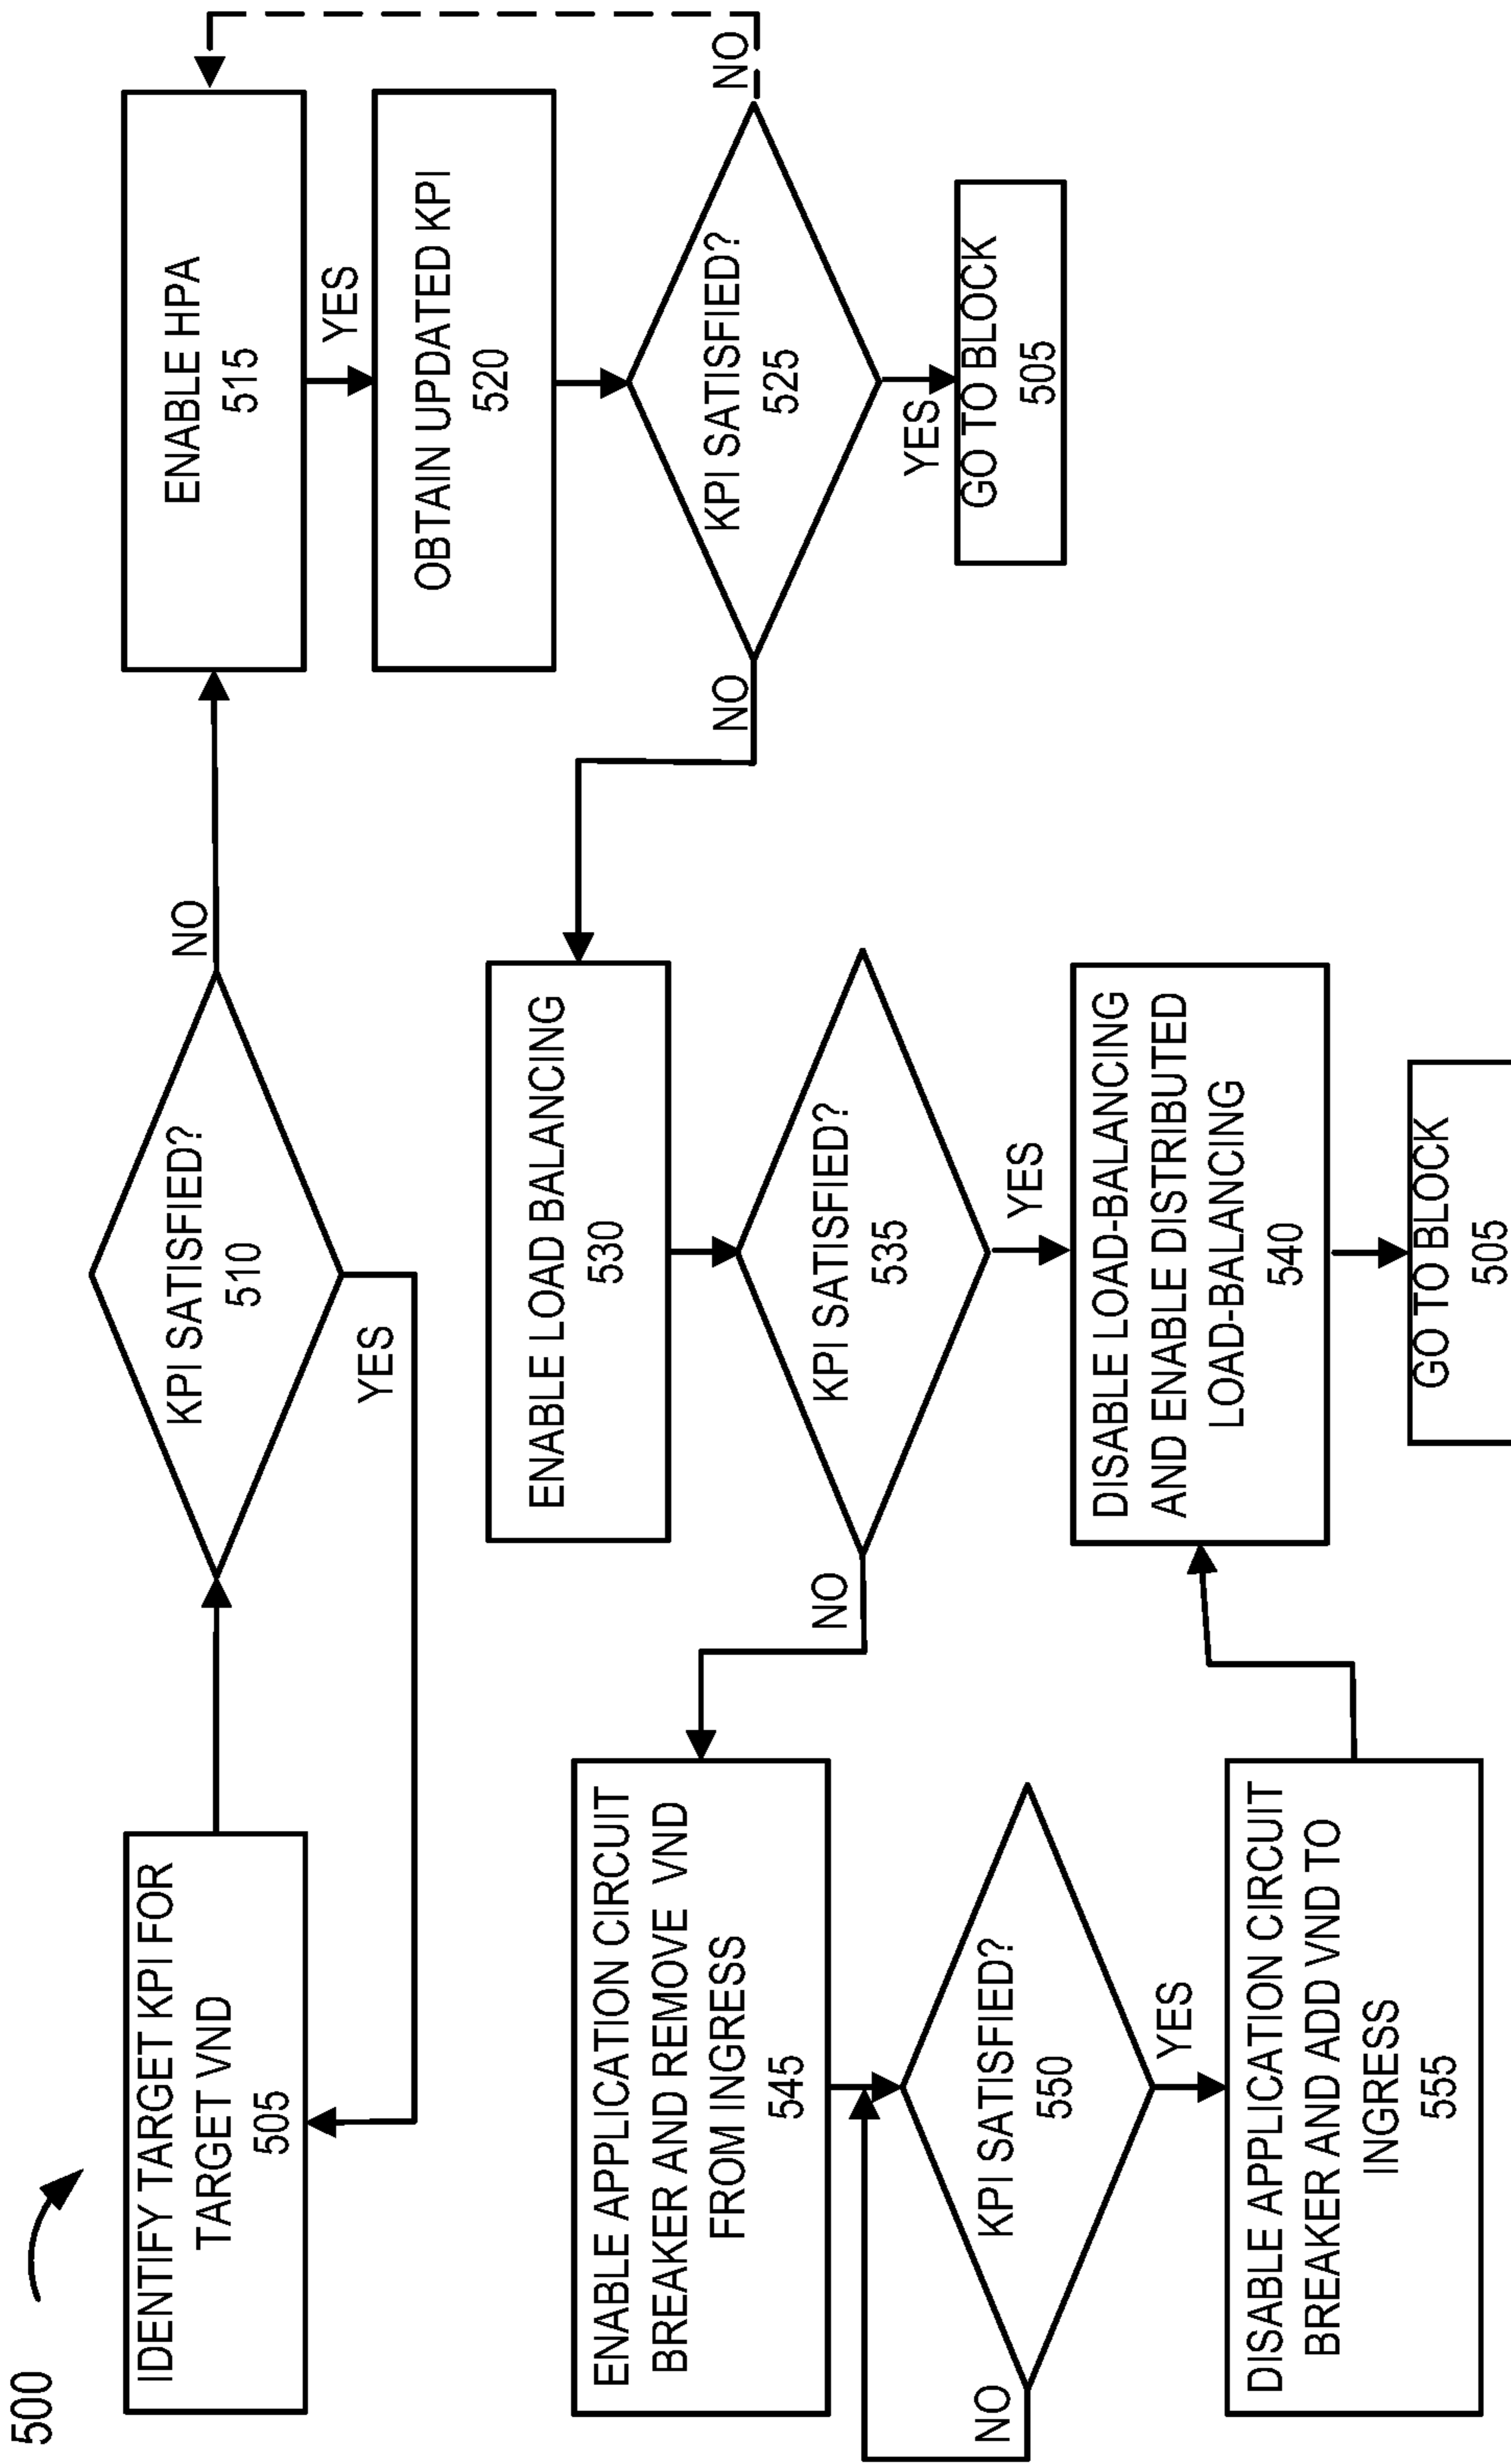 500
IDENTIFY TARGET KPI FOR
TARGET VND
505
KPI SATISFIED?
510
NO
YES
ENABLE HPA
515
YES
OBTAIN UPDATED KPI
520
KPI SATISFIED?
525
NO
NO
YES
GO TO BLOCK
505
ENABLE LOAD BALANCING
530
KPI SATISFIED?
535
NO
YES
DISABLE LOAD-BALANCING
AND ENABLE DISTRIBUTED
LOAD-BALANCING
540
GO TO BLOCK
505
ENABLE APPLICATION CIRCUIT
BREAKER AND REMOVE VND
FROM INGRESS
545
KPI SATISFIED?
550
NO
YES
DISABLE APPLICATION CIRCUIT
BREAKER AND ADD VND TO
INGRESS
555